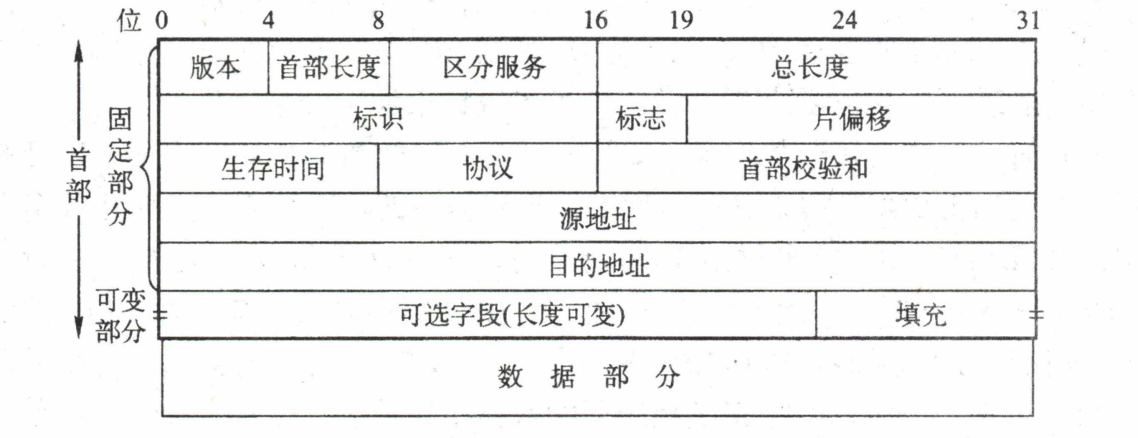 位 0 4 8 16 19 24 31
版本 首部长度 区分服务 总长度
标识 标志 片偏移
生存时间 协议 首部校验和
源地址
目的地址
可选字段(长度可变) 填充
数据部分
首部
固定部分
可变
部分